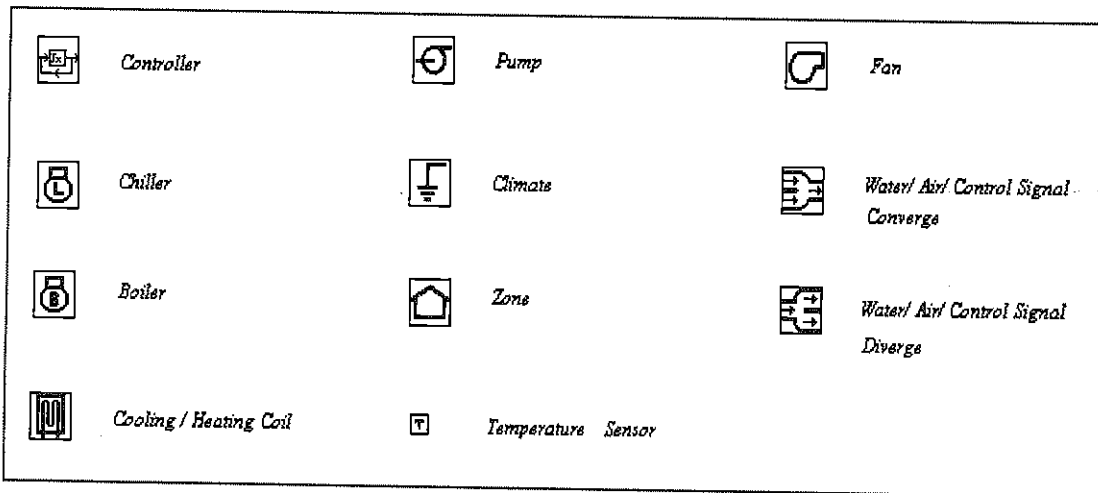 fx Controller
Pump
Fan
L Chiller
Climate
Water/ Air/ Control Signal
Converge
B Boiler
Zone
Water/ Air/ Control Signal
Diverge
Cooling / Heating Coil
T Temperature Sensor